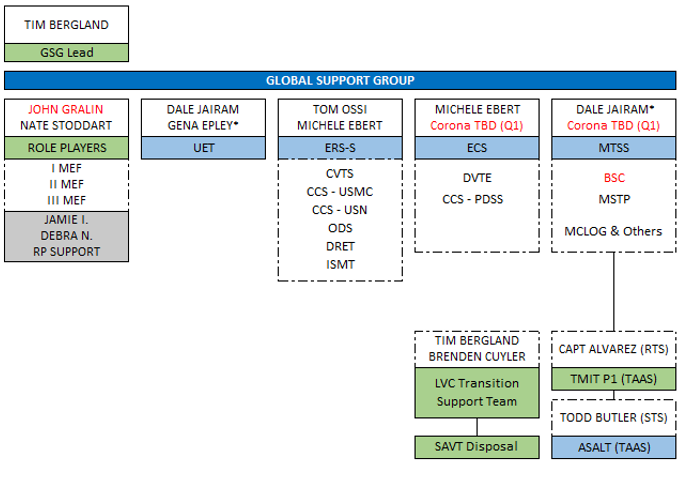 TIM BERGLAND
GSG Lead
GLOBAL SUPPORT GROUP
JOHN GRALIN
NATE STODDART
ROLE PLAYERS
I MEF
II MEF
III MEF
JAMIE I.
DEBRA N.
RP SUPPORT
DALE JAIRAM
GENA EPLEY*
UET
TOM OSSI
MICHELE EBERT
ERS-S
CVTS
CCS - USMC
CCS - USN
ODS
DRET
ISMT
MICHELE EBERT
Corona TBD (Q1)
ECS
DVTE
CCS - PDSS
DALE JAIRAM*
Corona TBD (Q1)
MTSS
BSC
MSTP
MCLOG & Others
TIM BERGLAND
BRENDEN CUYLER
LVC Transition
Support Team
SAVT Disposal
CAPT ALVAREZ (RTS)
TMIT P1 (TAAS)
TODD BUTLER (STS)
ASALT (TAAS)